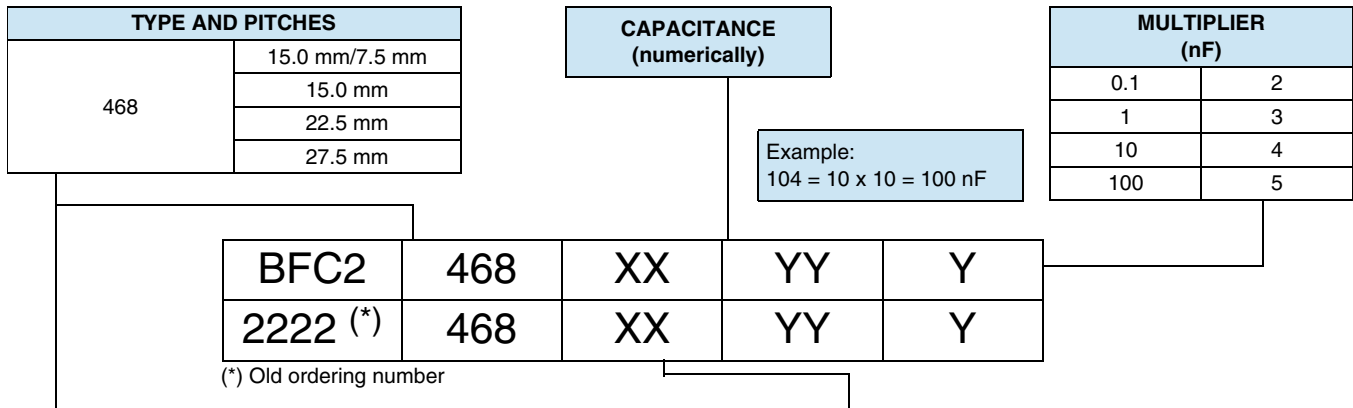 TYPE AND PITCHES
468
15.0 mm/7.5 mm
15.0 mm
22.5 mm
27.5 mm
CAPACITANCE
(numerically)
MULTIPLIER
(nF)
0.1 2
1 3
10 4
100 5
Example:
104 = 10 x 10 = 100 nF
BFC2 468 XX YY Y
2222 (*) 468 XX YY Y
(*) Old ordering number